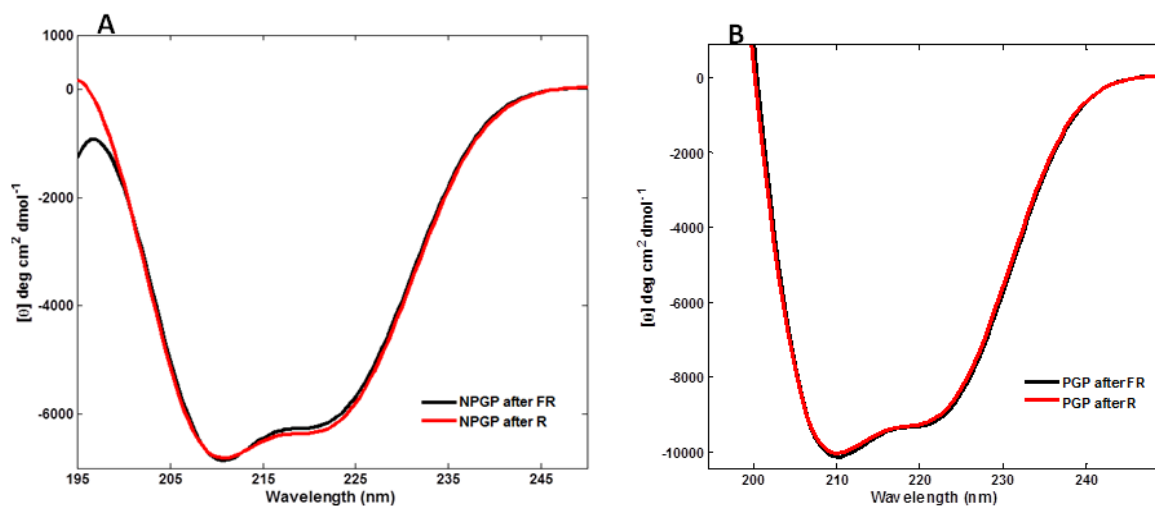 A
1000
0
-2000
-4000
-6000
[θ] deg cm² dmol⁻¹
NPGP after FR
NPGP after R
195 205 215 225 235 245
Wavelength (nm)
B
0
-2000
-4000
-6000
-8000
-10000
[θ] deg cm² dmol⁻¹
PGP after FR
PGP after R
200 210 220 230 240
Wavelength (nm)